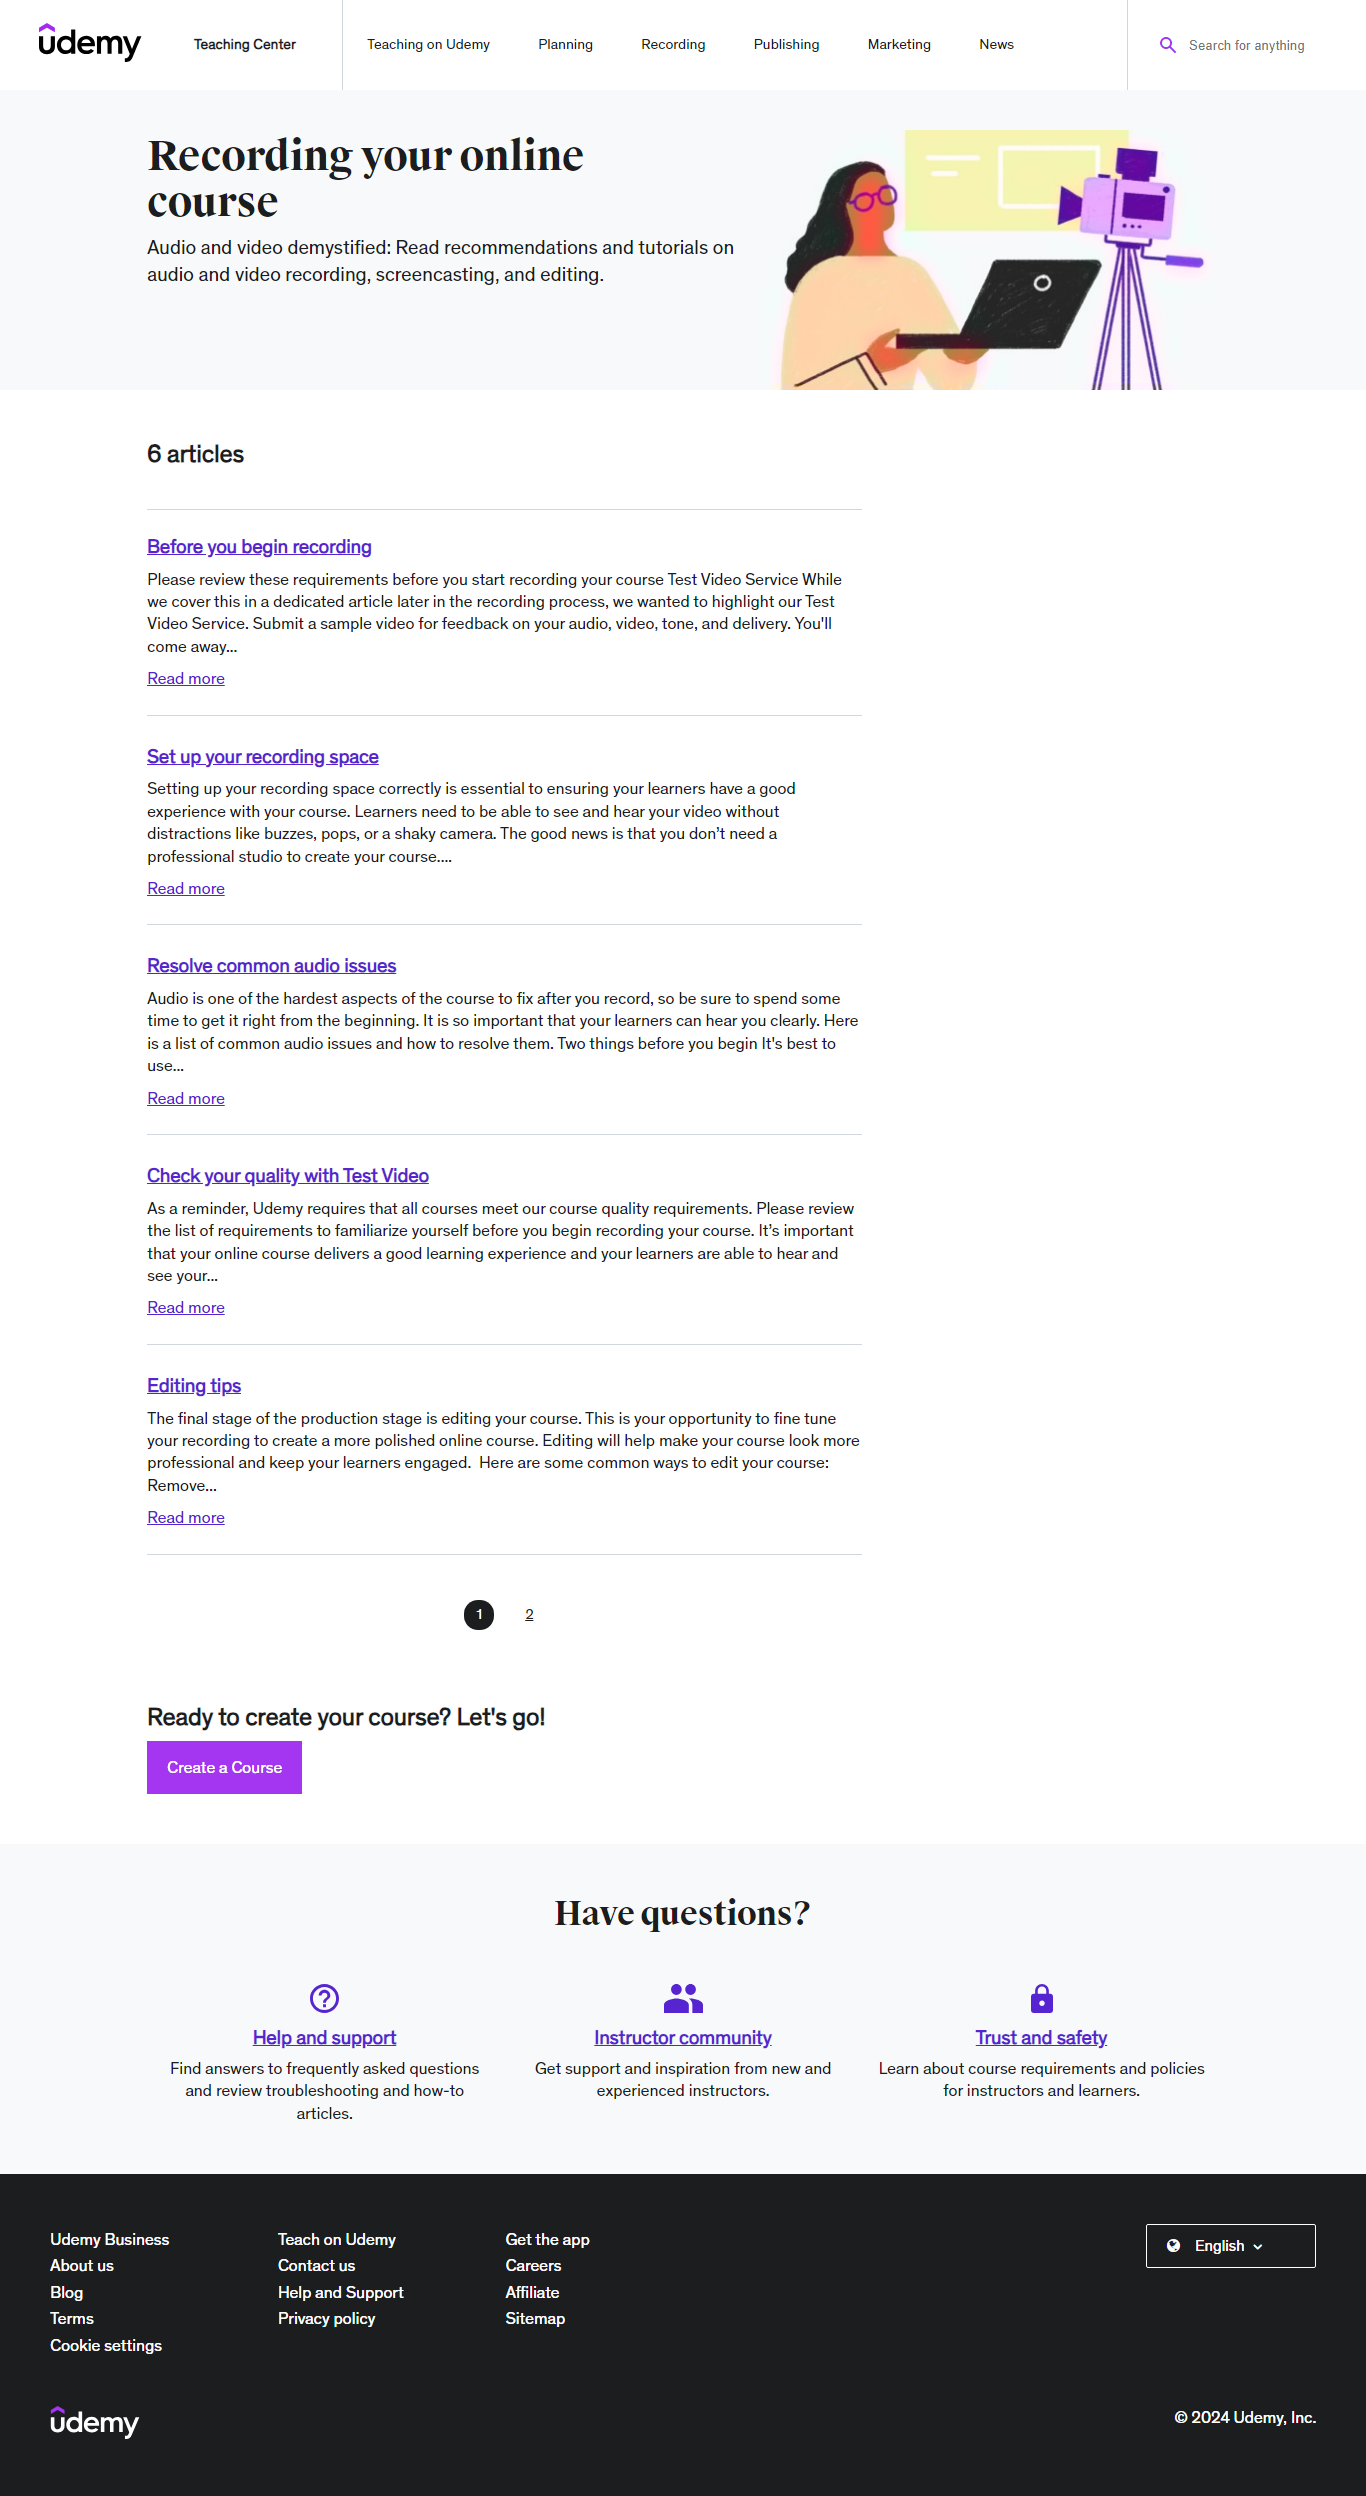 udemy
Teaching Center
Teaching on Udemy
Planning
Recording
Publishing
Marketing
News
Search for anything
Recording your online
course
Audio and video demystified: Read recommendations and tutorials on
audio and video recording, screencasting, and editing.
6 articles
Before you begin recording
Please review these requirements before you start recording your course Test Video Service While
we cover this in a dedicated article later in the recording process, we wanted to highlight our Test
Video Service. Submit a sample video for feedback on your audio, video, tone, and delivery. You'll
come away...
Read more
Set up your recording space
Setting up your recording space correctly is essential to ensuring your learners have a good
experience with your course. Learners need to be able to see and hear your video without
distractions like buzzes, pops, or a shaky camera. The good news is that you don’t need a
professional studio to create your course....
Read more
Resolve common audio issues
Audio is one of the hardest aspects of the course to fix after you record, so be sure to spend some
time to get it right from the beginning. It is so important that your learners can hear you clearly. Here
is a list of common audio issues and how to resolve them. Two things before you begin It's best to
use...
Read more
Check your quality with Test Video
As a reminder, Udemy requires that all courses meet our course quality requirements. Please review
the list of requirements to familiarize yourself before you begin recording your course. It’s important
that your online course delivers a good learning experience and your learners are able to hear and
see your...
Read more
Editing tips
The final stage of the production stage is editing your course. This is your opportunity to fine tune
your recording to create a more polished online course. Editing will help make your course look more
professional and keep your learners engaged.  Here are some common ways to edit your course:
Remove...
Read more
1 2
Ready to create your course? Let's go!
Create a Course
Have questions?
Help and support
Find answers to frequently asked questions
and review troubleshooting and how-to
articles.
Instructor community
Get support and inspiration from new and
experienced instructors.
Trust and safety
Learn about course requirements and policies
for instructors and learners.
Udemy Business
About us
Blog
Terms
Cookie settings
Teach on Udemy
Contact us
Help and Support
Privacy policy
Get the app
Careers
Affiliate
Sitemap
English
udemy
© 2024 Udemy, Inc.